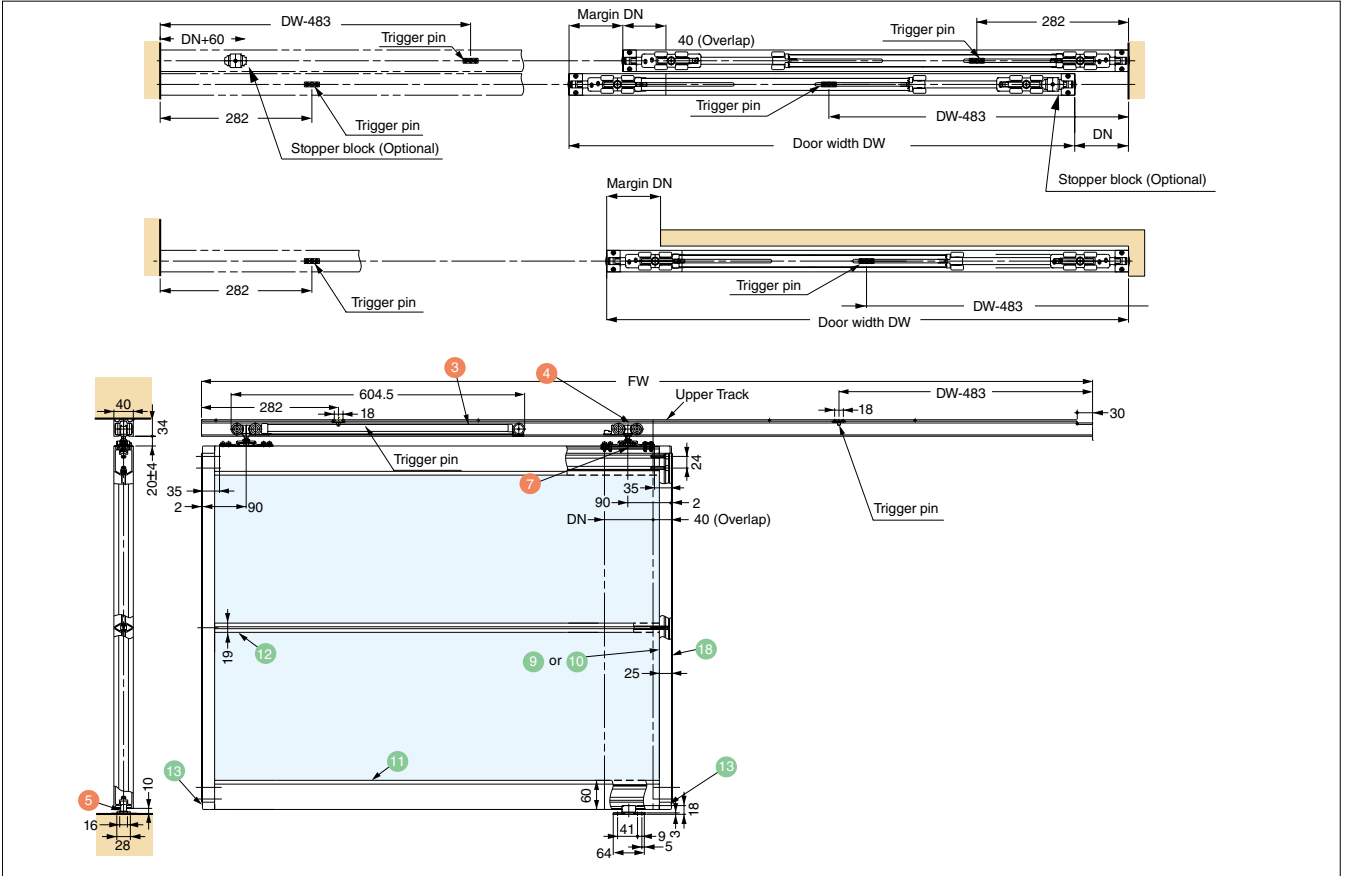 DW-483
Margin DN
282
DN+60
Trigger pin
40 (Overlap)
Trigger pin
Trigger pin
282
Trigger pin
DW-483
Stopper block (Optional)
Door width DW
DN
Stopper block (Optional)
Margin DN
282
Trigger pin
Trigger pin
DW-483
Door width DW
3
4
FW
604.5
Upper Track
DW-483
40
34
282
18
18
30
Trigger pin
20±4
7
24
35
35
2
90
90
2
Trigger pin
DN
40 (Overlap)
19
12
9 or 10
18
25
11
13
13
5
10
60
18
3
16
41
9
28
64
5